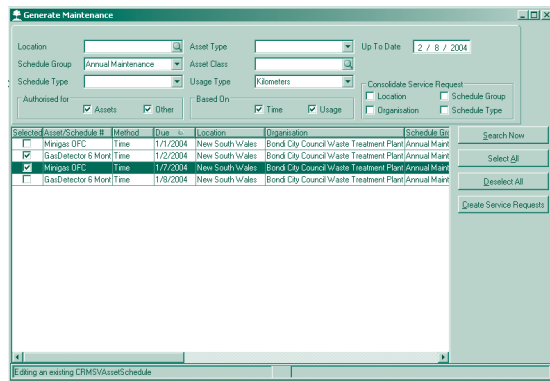 Generate Maintenance
Location Asset Type Up To Date 2 / 8 / 2004
Schedule Group Annual Maintenance Asset Class
Schedule Type Usage Type Kilometers Consolidate Service Request
Location Schedule Group
Authorised for Based On
Assets Other Time Usage Organisation Schedule Type
Selected Asset/Schedule # Method Due Location Organisation Schedule Gro
Minigas OFC Time 1/1/2004 New South Wales Bondi City Council Waste Treatment Plant Annual Maint
GasDetector 6 Mont Time 1/2/2004 New South Wales Bondi City Council Waste Treatment Plant Annual Maint
Minigas OFC Time 1/7/2004 New South Wales Bondi City Council Waste Treatment Plant Annual Maint
GasDetector 6 Mont Time 1/8/2004 New South Wales Bondi City Council Waste Treatment Plant Annual Maint
Search Now
Select All
Deselect All
Create Service Requests
Editing an existing CRMSVAssetSchedule